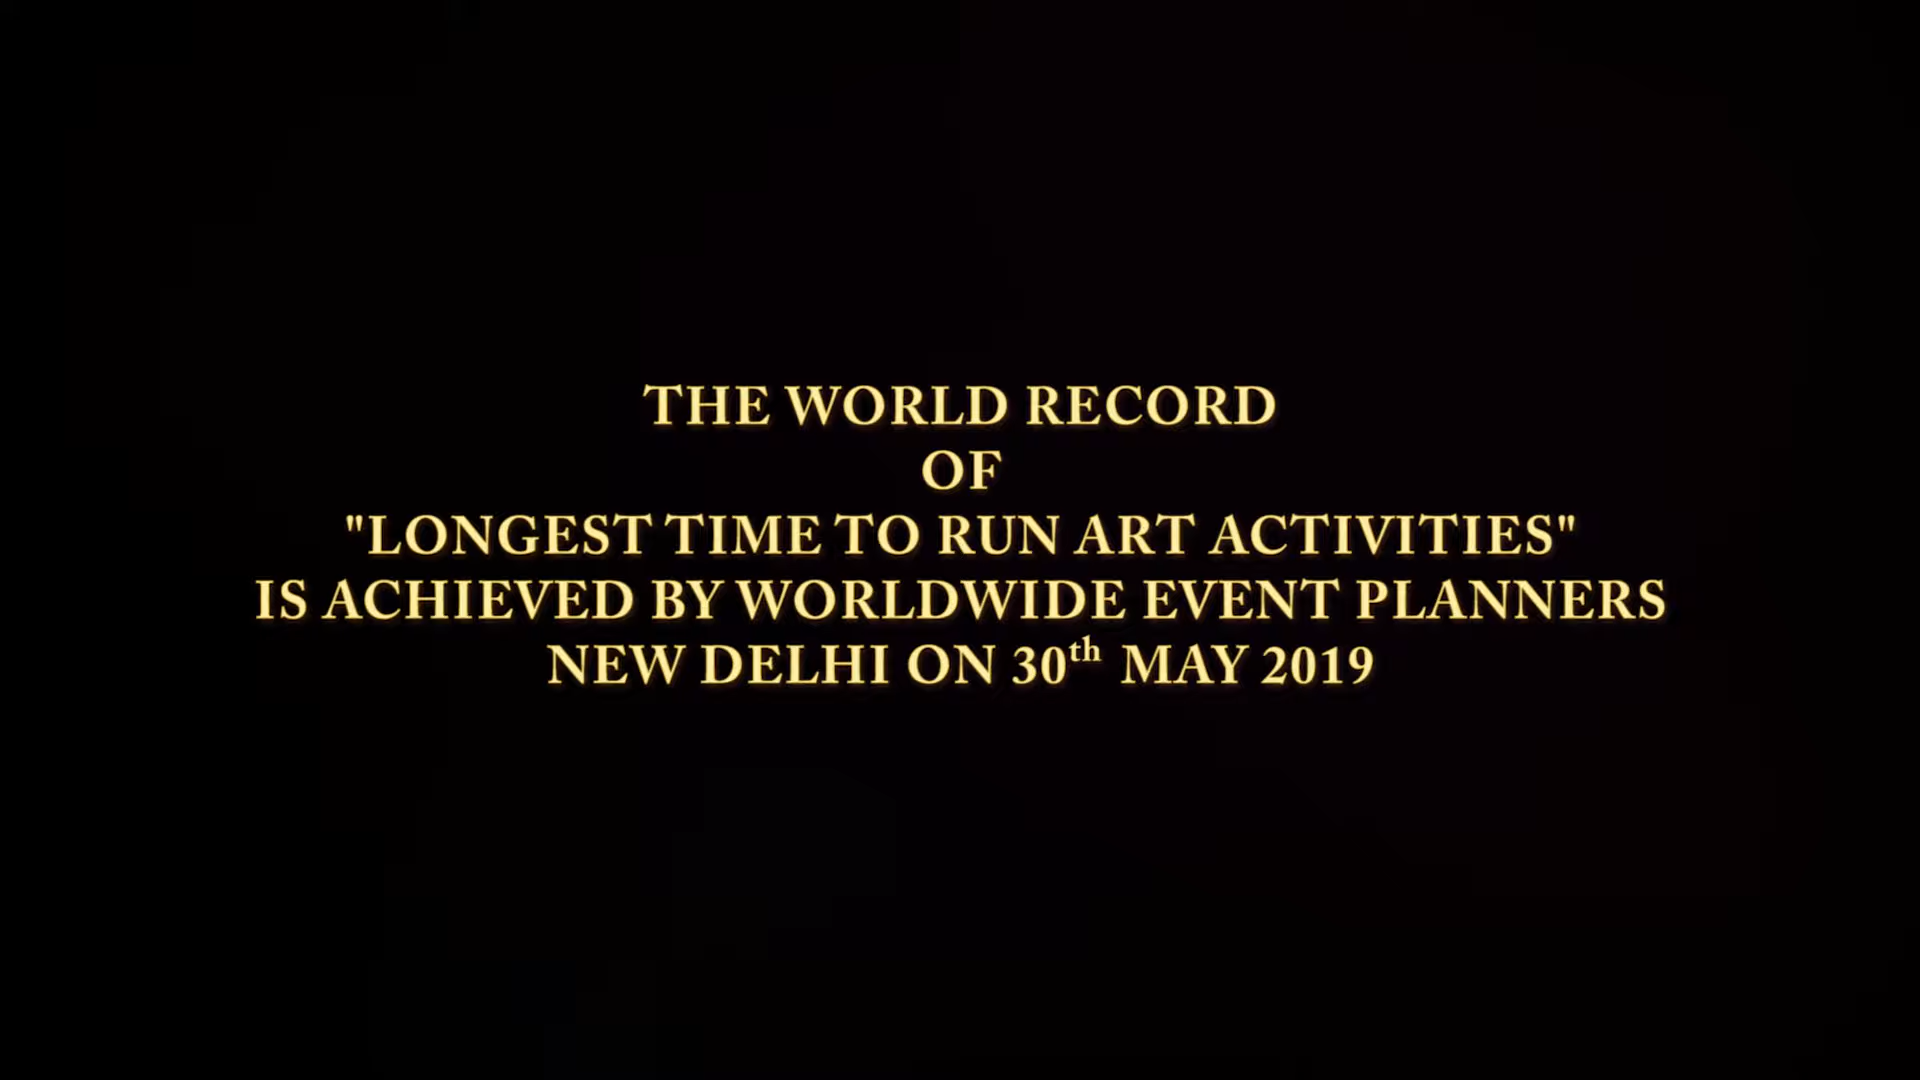 THE WORLD RECORD
OF
"LONGEST TIME TO RUN ART ACTIVITIES"
IS ACHIEVED BY WORLDWIDE EVENT PLANNERS
NEW DELHI ON 30th MAY 2019